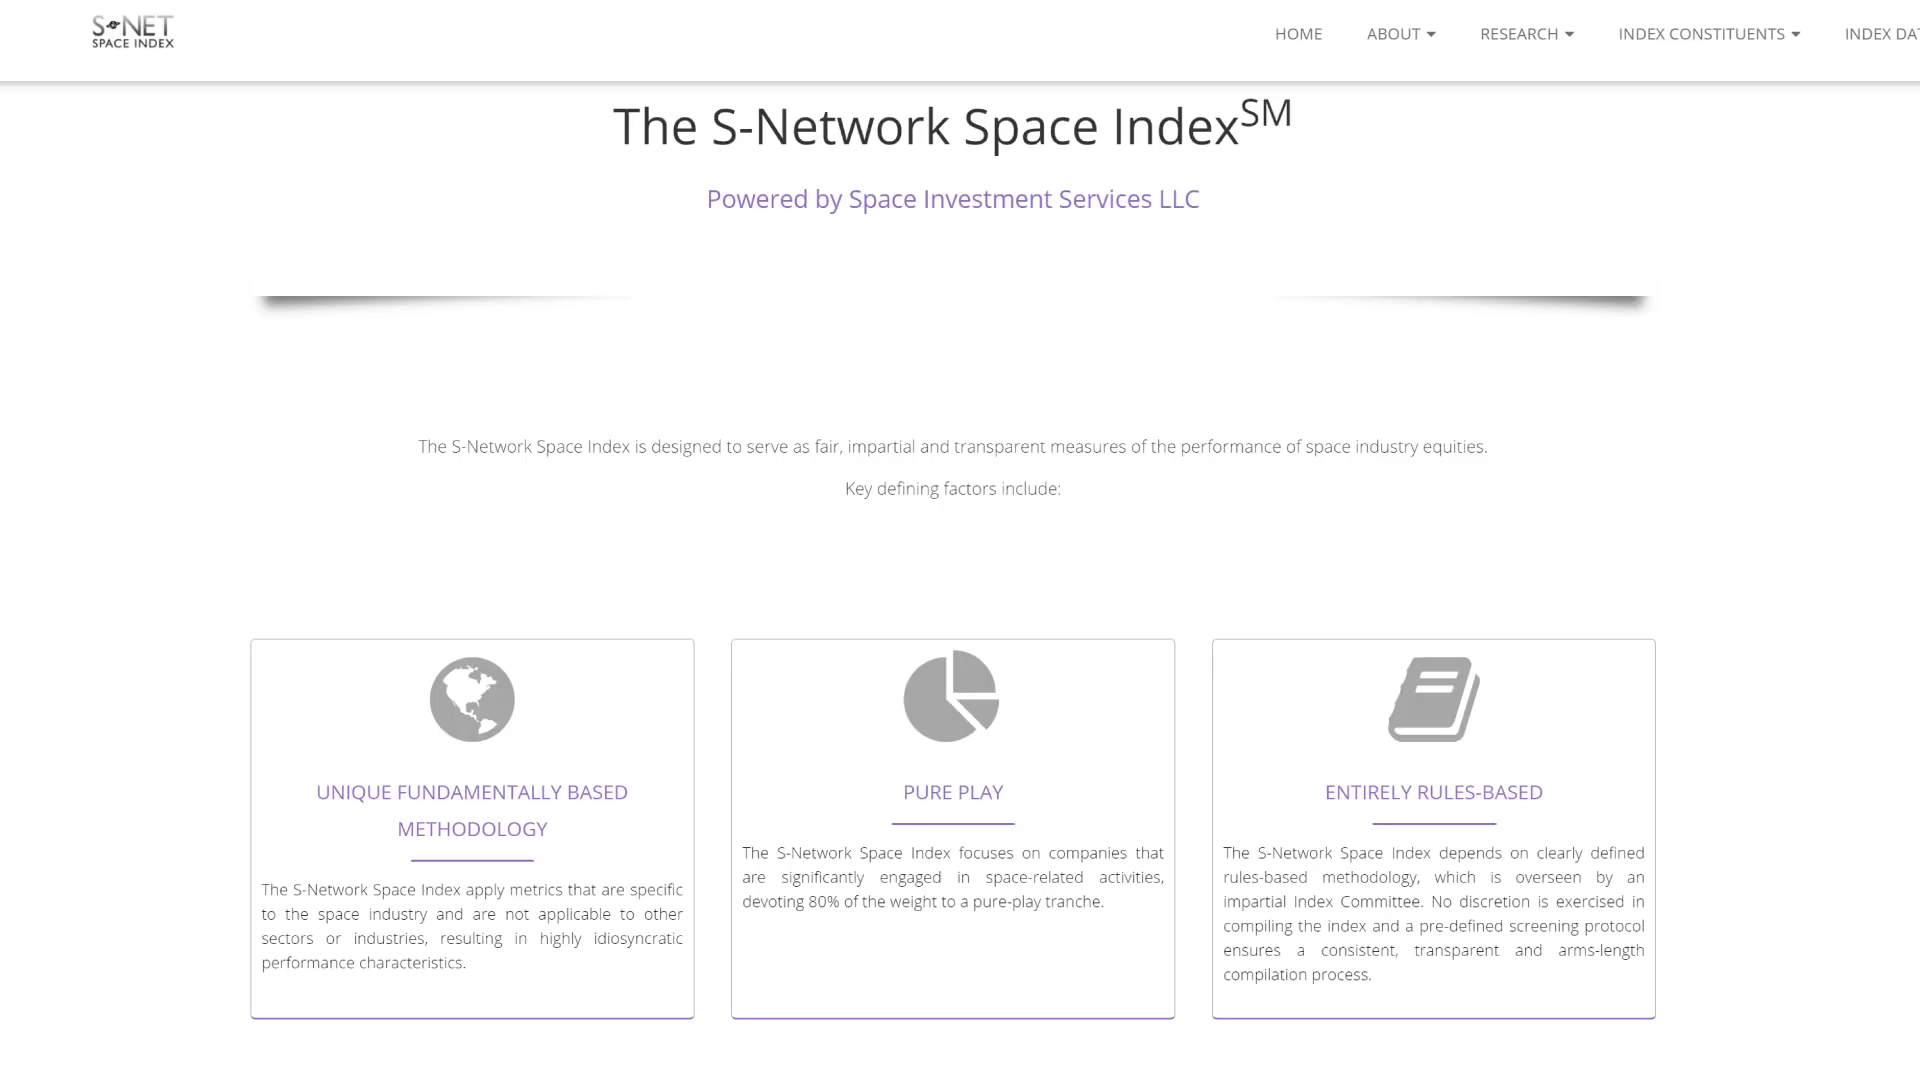 S-NET
SPACE INDEX
HOME
ABOUT
RESEARCH
INDEX CONSTITUENTS
INDEX DA
The S-Network Space IndexSM
Powered by Space Investment Services LLC
The S-Network Space Index is designed to serve as fair, impartial and transparent measures of the performance of space industry equities.
Key defining factors include:
UNIQUE FUNDAMENTALLY BASED
METHODOLOGY
The S-Network Space Index apply metrics that are specific
to the space industry and are not applicable to other
sectors or industries, resulting in highly idiosyncratic
performance characteristics.
PURE PLAY
The S-Network Space Index focuses on companies that
are significantly engaged in space-related activities,
devoting 80% of the weight to a pure-play tranche.
ENTIRELY RULES-BASED
The S-Network Space Index depends on clearly defined
rules-based methodology, which is overseen by an
impartial Index Committee. No discretion is exercised in
compiling the index and a pre-defined screening protocol
ensures a consistent, transparent and arms-length
compilation process.